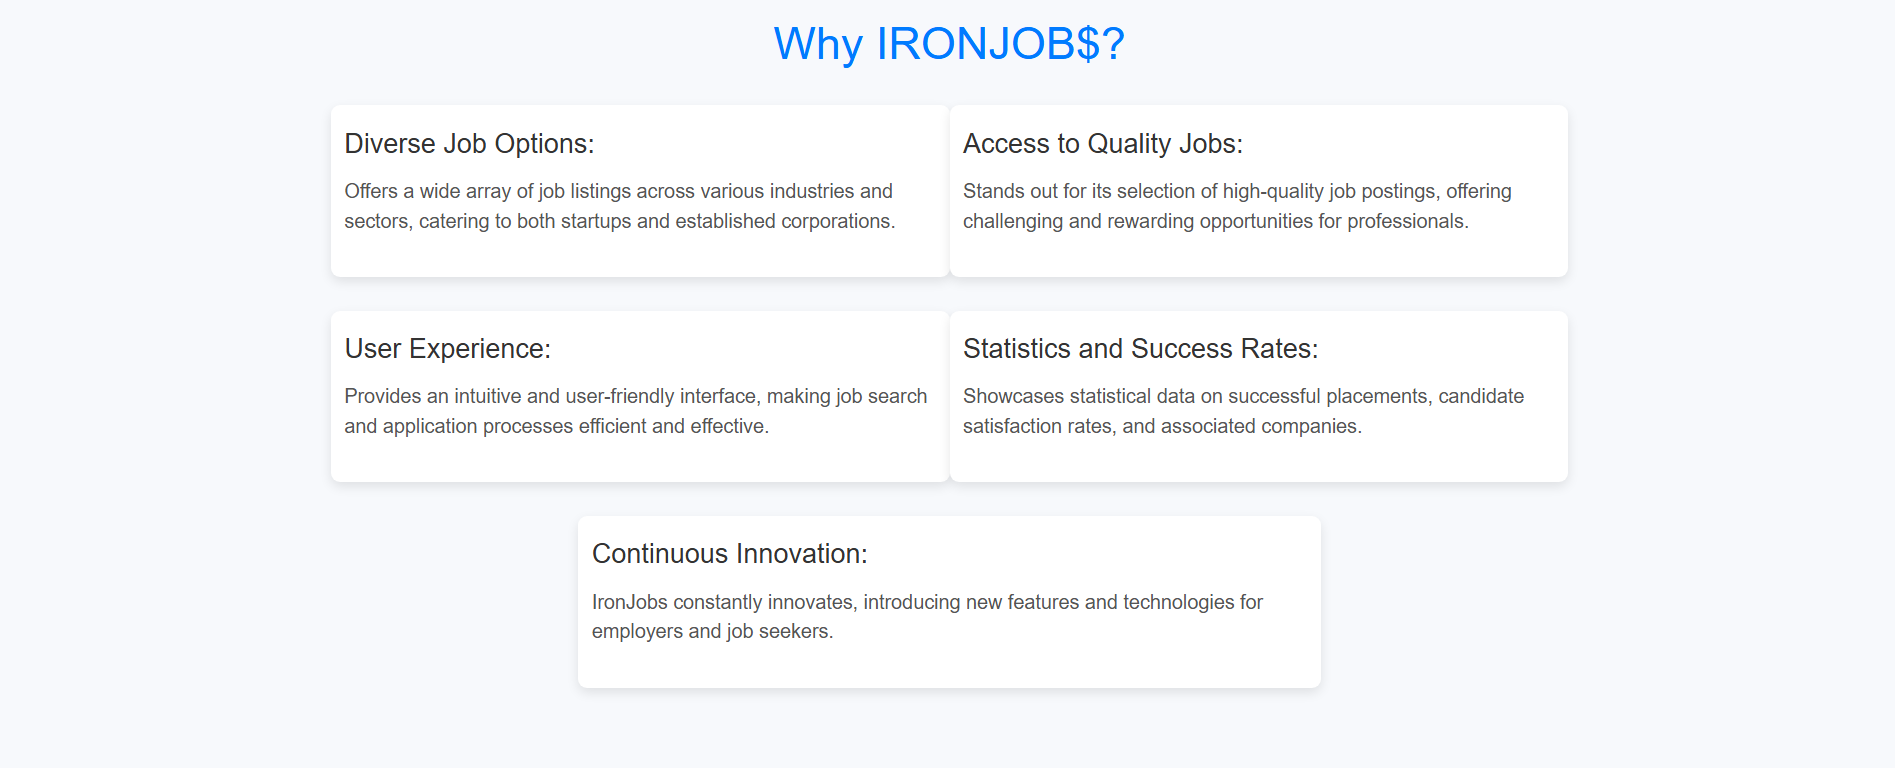 Why IRONJOB$?
Diverse Job Options:
Offers a wide array of job listings across various industries and
sectors, catering to both startups and established corporations.
Access to Quality Jobs:
Stands out for its selection of high-quality job postings, offering
challenging and rewarding opportunities for professionals.
User Experience:
Provides an intuitive and user-friendly interface, making job search
and application processes efficient and effective.
Statistics and Success Rates:
Showcases statistical data on successful placements, candidate
satisfaction rates, and associated companies.
Continuous Innovation:
IronJobs constantly innovates, introducing new features and technologies for
employers and job seekers.